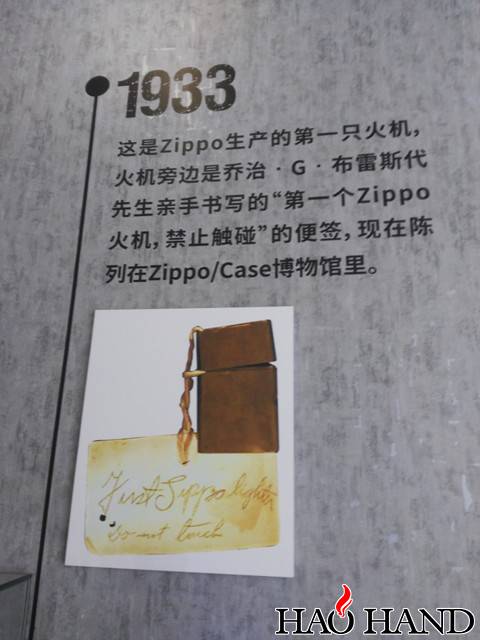 1933
这是Zippo生产的第一只火机，
火机旁边是乔治·G·布雷斯代
先生亲手书写的“第一个Zippo
火机，禁止触碰”的便签，现在陈
列在Zippo/Case博物馆里。
First Zippo lighter
Do not touch
HAO HAND